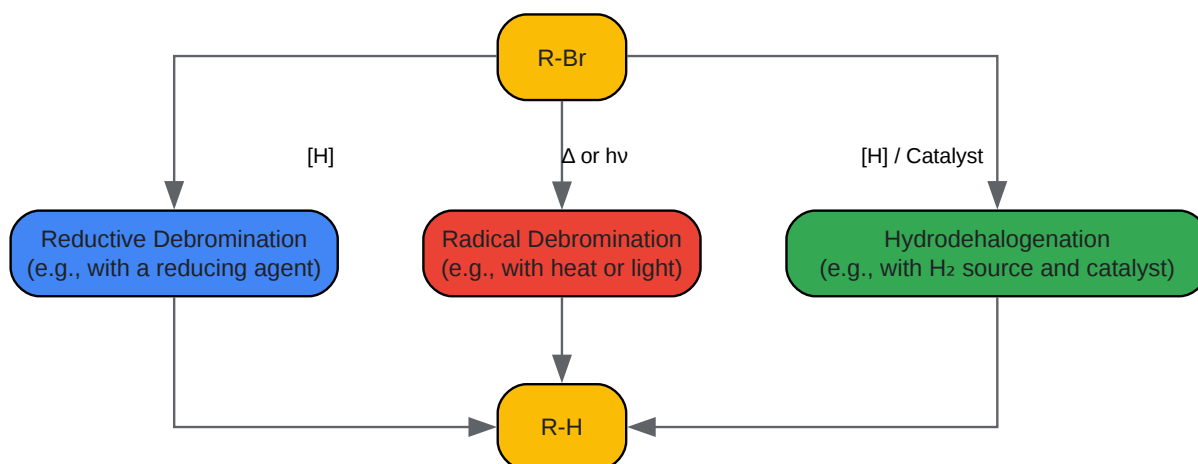 R-Br
[H]
Δ or hν
[H] / Catalyst
Reductive Debromination
(e.g., with a reducing agent)
Radical Debromination
(e.g., with heat or light)
Hydrodehalogenation
(e.g., with H₂ source and catalyst)
R-H